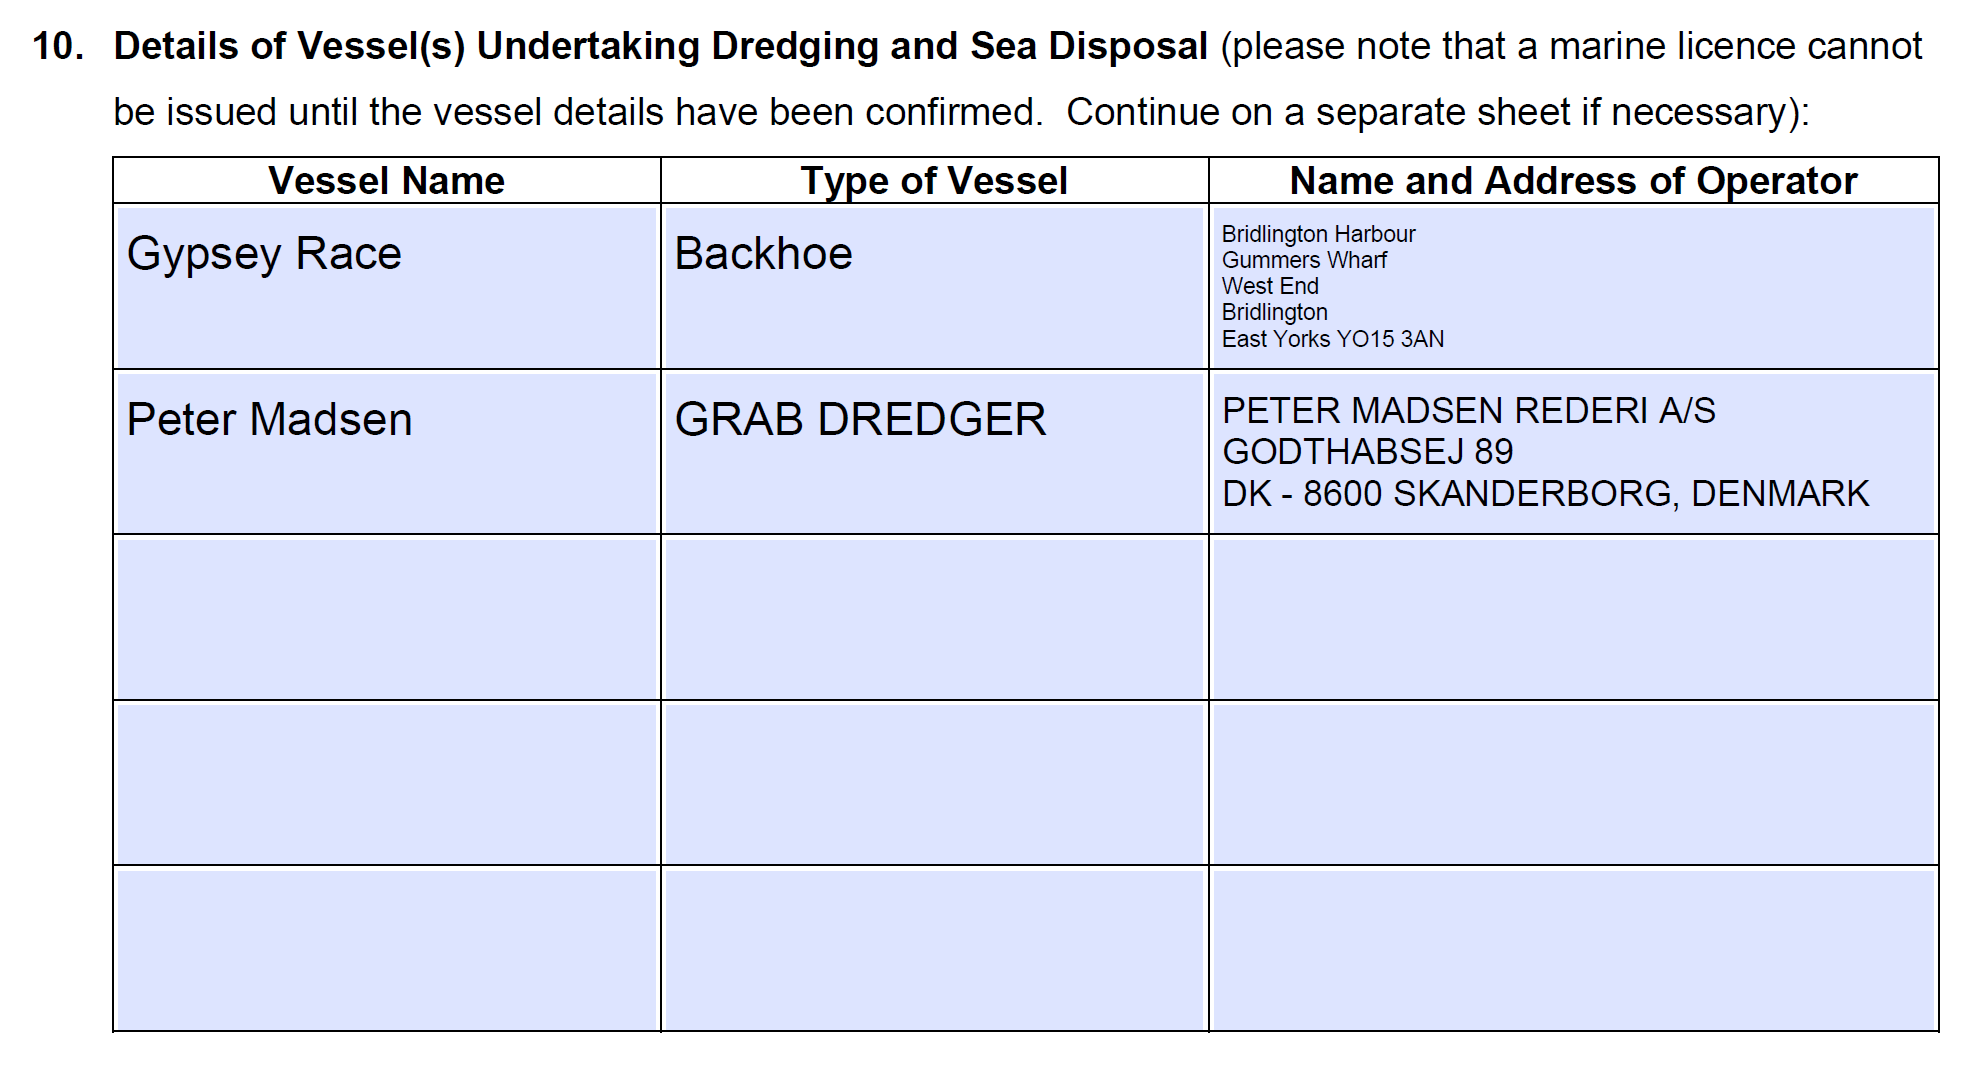 10. Details of Vessel(s) Undertaking Dredging and Sea Disposal (please note that a marine licence cannot
be issued until the vessel details have been confirmed. Continue on a separate sheet if necessary):
Vessel Name Type of Vessel Name and Address of Operator
Gypsey Race Backhoe
Bridlington Harbour
Gummers Wharf
West End
Bridlington
East Yorks YO15 3AN
Peter Madsen GRAB DREDGER
PETER MADSEN REDERI A/S
GODTHABSEJ 89
DK - 8600 SKANDERBORG, DENMARK